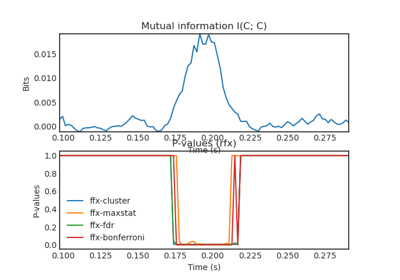 Mutual information I(C; C)
Bits
0.015
0.010
0.005
0.000
0.100 0.125 0.150 0.175 0.200 0.225 0.250 0.275
Time (s)
P-values (rfx)
P-values
1.0
0.8
0.6
0.4
0.2
0.0
ffx-cluster
ffx-maxstat
ffx-fdr
ffx-bonferroni
0.100 0.125 0.150 0.175 0.200 0.225 0.250 0.275
Time (s)